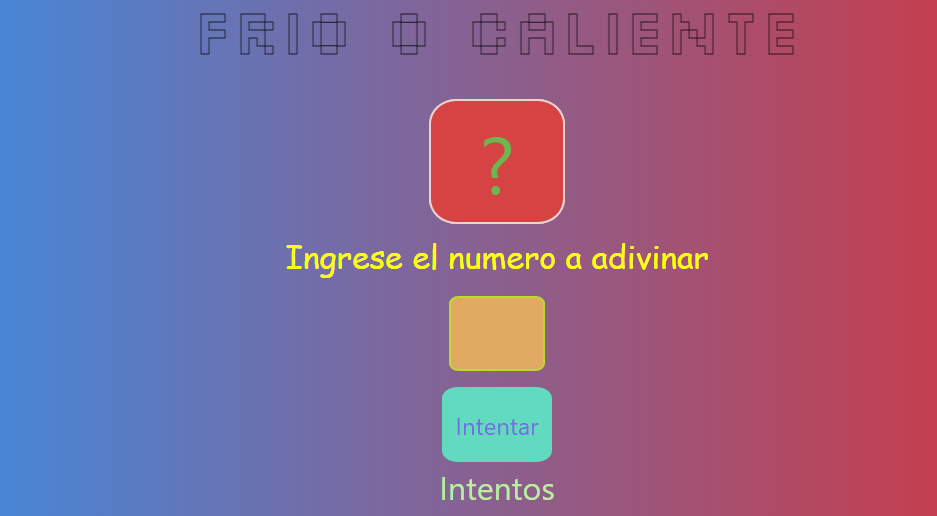 FRIO O CALIENTE
?
Ingrese el numero a adivinar
Intentar
Intentos